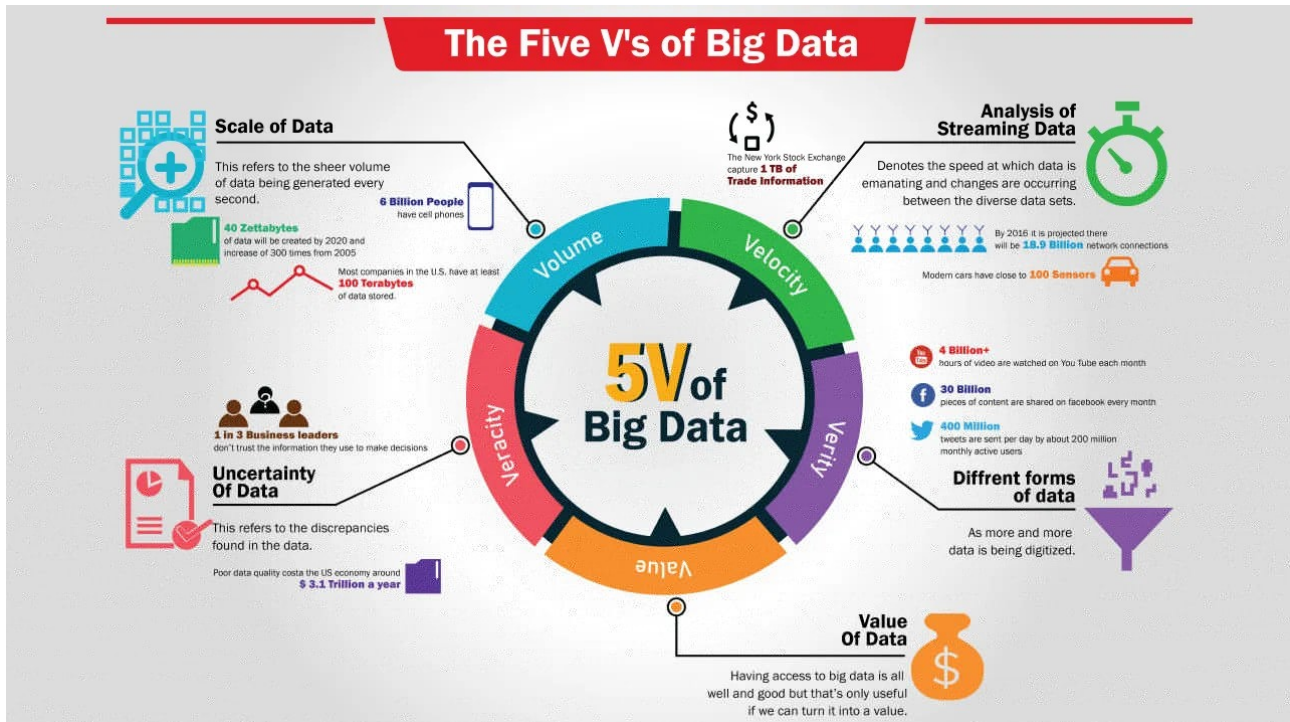 The Five V's of Big Data
Scale of Data
This refers to the sheer volume
of data being generated every
second.
6 Billion People
have cell phones
40 Zettabytes
of data will be created by 2020 and
increase of 300 times from 2005
Most companies in the U.S. have at least
100 Terabytes
of data stored.
The New York Stock Exchange
capture 1 TB of
Trade Information
Analysis of
Streaming Data
Denotes the speed at which data is
emanating and changes are occurring
between the diverse data sets.
By 2016 it is projected there
will be 18.9 Billion network connections
Modern cars have close to 100 Sensors
Volume
Velocity
Verity
Value
Veracity
5V of
Big Data
4 Billion+
hours of video are watched on You Tube each month
30 Billion
pieces of content are shared on facebook every month
400 Million
tweets are sent per day by about 200 million
monthly active users
Diffrent forms
of data
As more and more
data is being digitized.
1 in 3 Business leaders
don't trust the information they use to make decisions
Uncertainty
Of Data
This refers to the discrepancies
found in the data.
Poor data quality costa the US economy around
$ 3.1 Trillion a year
Value
Of Data
Having access to big data is all
well and good but that's only useful
if we can turn it into a value.